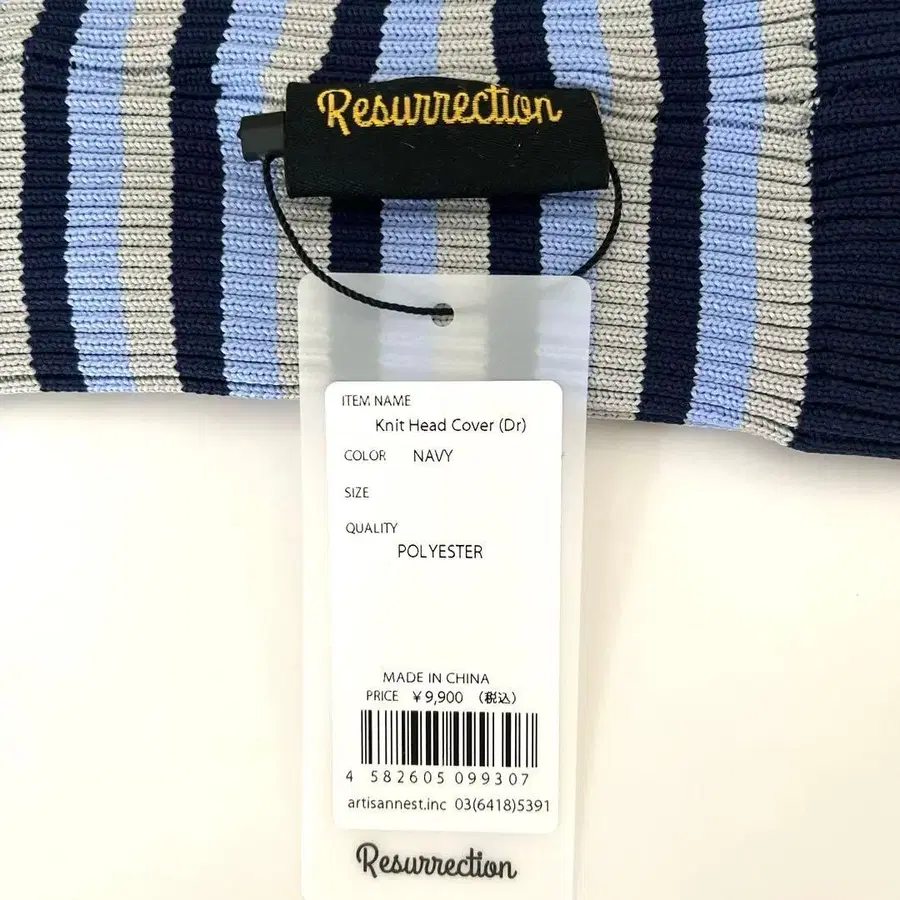 Resurrection
ITEM NAME
Knit Head Cover (Dr)
COLOR NAVY
SIZE
QUALITY
POLYESTER
MADE IN CHINA
PRICE ¥9,900 (税込)
4 582605 099307
artisannest.inc 03(6418)5391
Resurrection